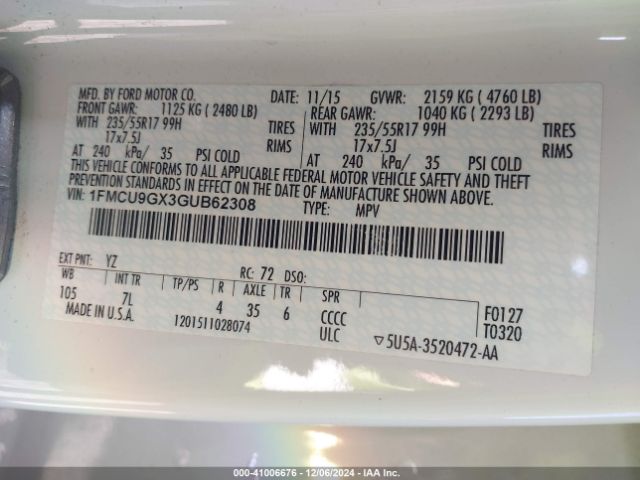 MFD. BY FORD MOTOR CO. DATE: 11/15 GVWR: 2159 KG ( 4760 LB)
FRONT GAWR: 1125 KG ( 2480 LB) REAR GAWR: 1040 KG ( 2293 LB)
WITH 235/55R17 99H TIRES WITH 235/55R17 99H TIRES
17x7.5J RIMS 17x7.5J RIMS
AT 240 kPa/ 35 PSI COLD AT 240 kPa/ 35 PSI COLD
THIS VEHICLE CONFORMS TO ALL APPLICABLE FEDERAL MOTOR VEHICLE SAFETY AND THEFT
PREVENTION STANDARDS IN EFFECT ON THE DATE OF MANUFACTURE SHOWN ABOVE.
VIN: 1FMCU9GX3GUB62308 TYPE: MPV
EXT PNT: YZ RC: 72 DSO:
WB INT TR TP/PS R AXLE TR SPR
105 7L 4 35 6 CCCC F0127
MADE IN U.S.A. 1201511028074 ULC ▽5U5A-3520472-AA T0320
000-41006676 - 12/06/2024 - IAA Inc.